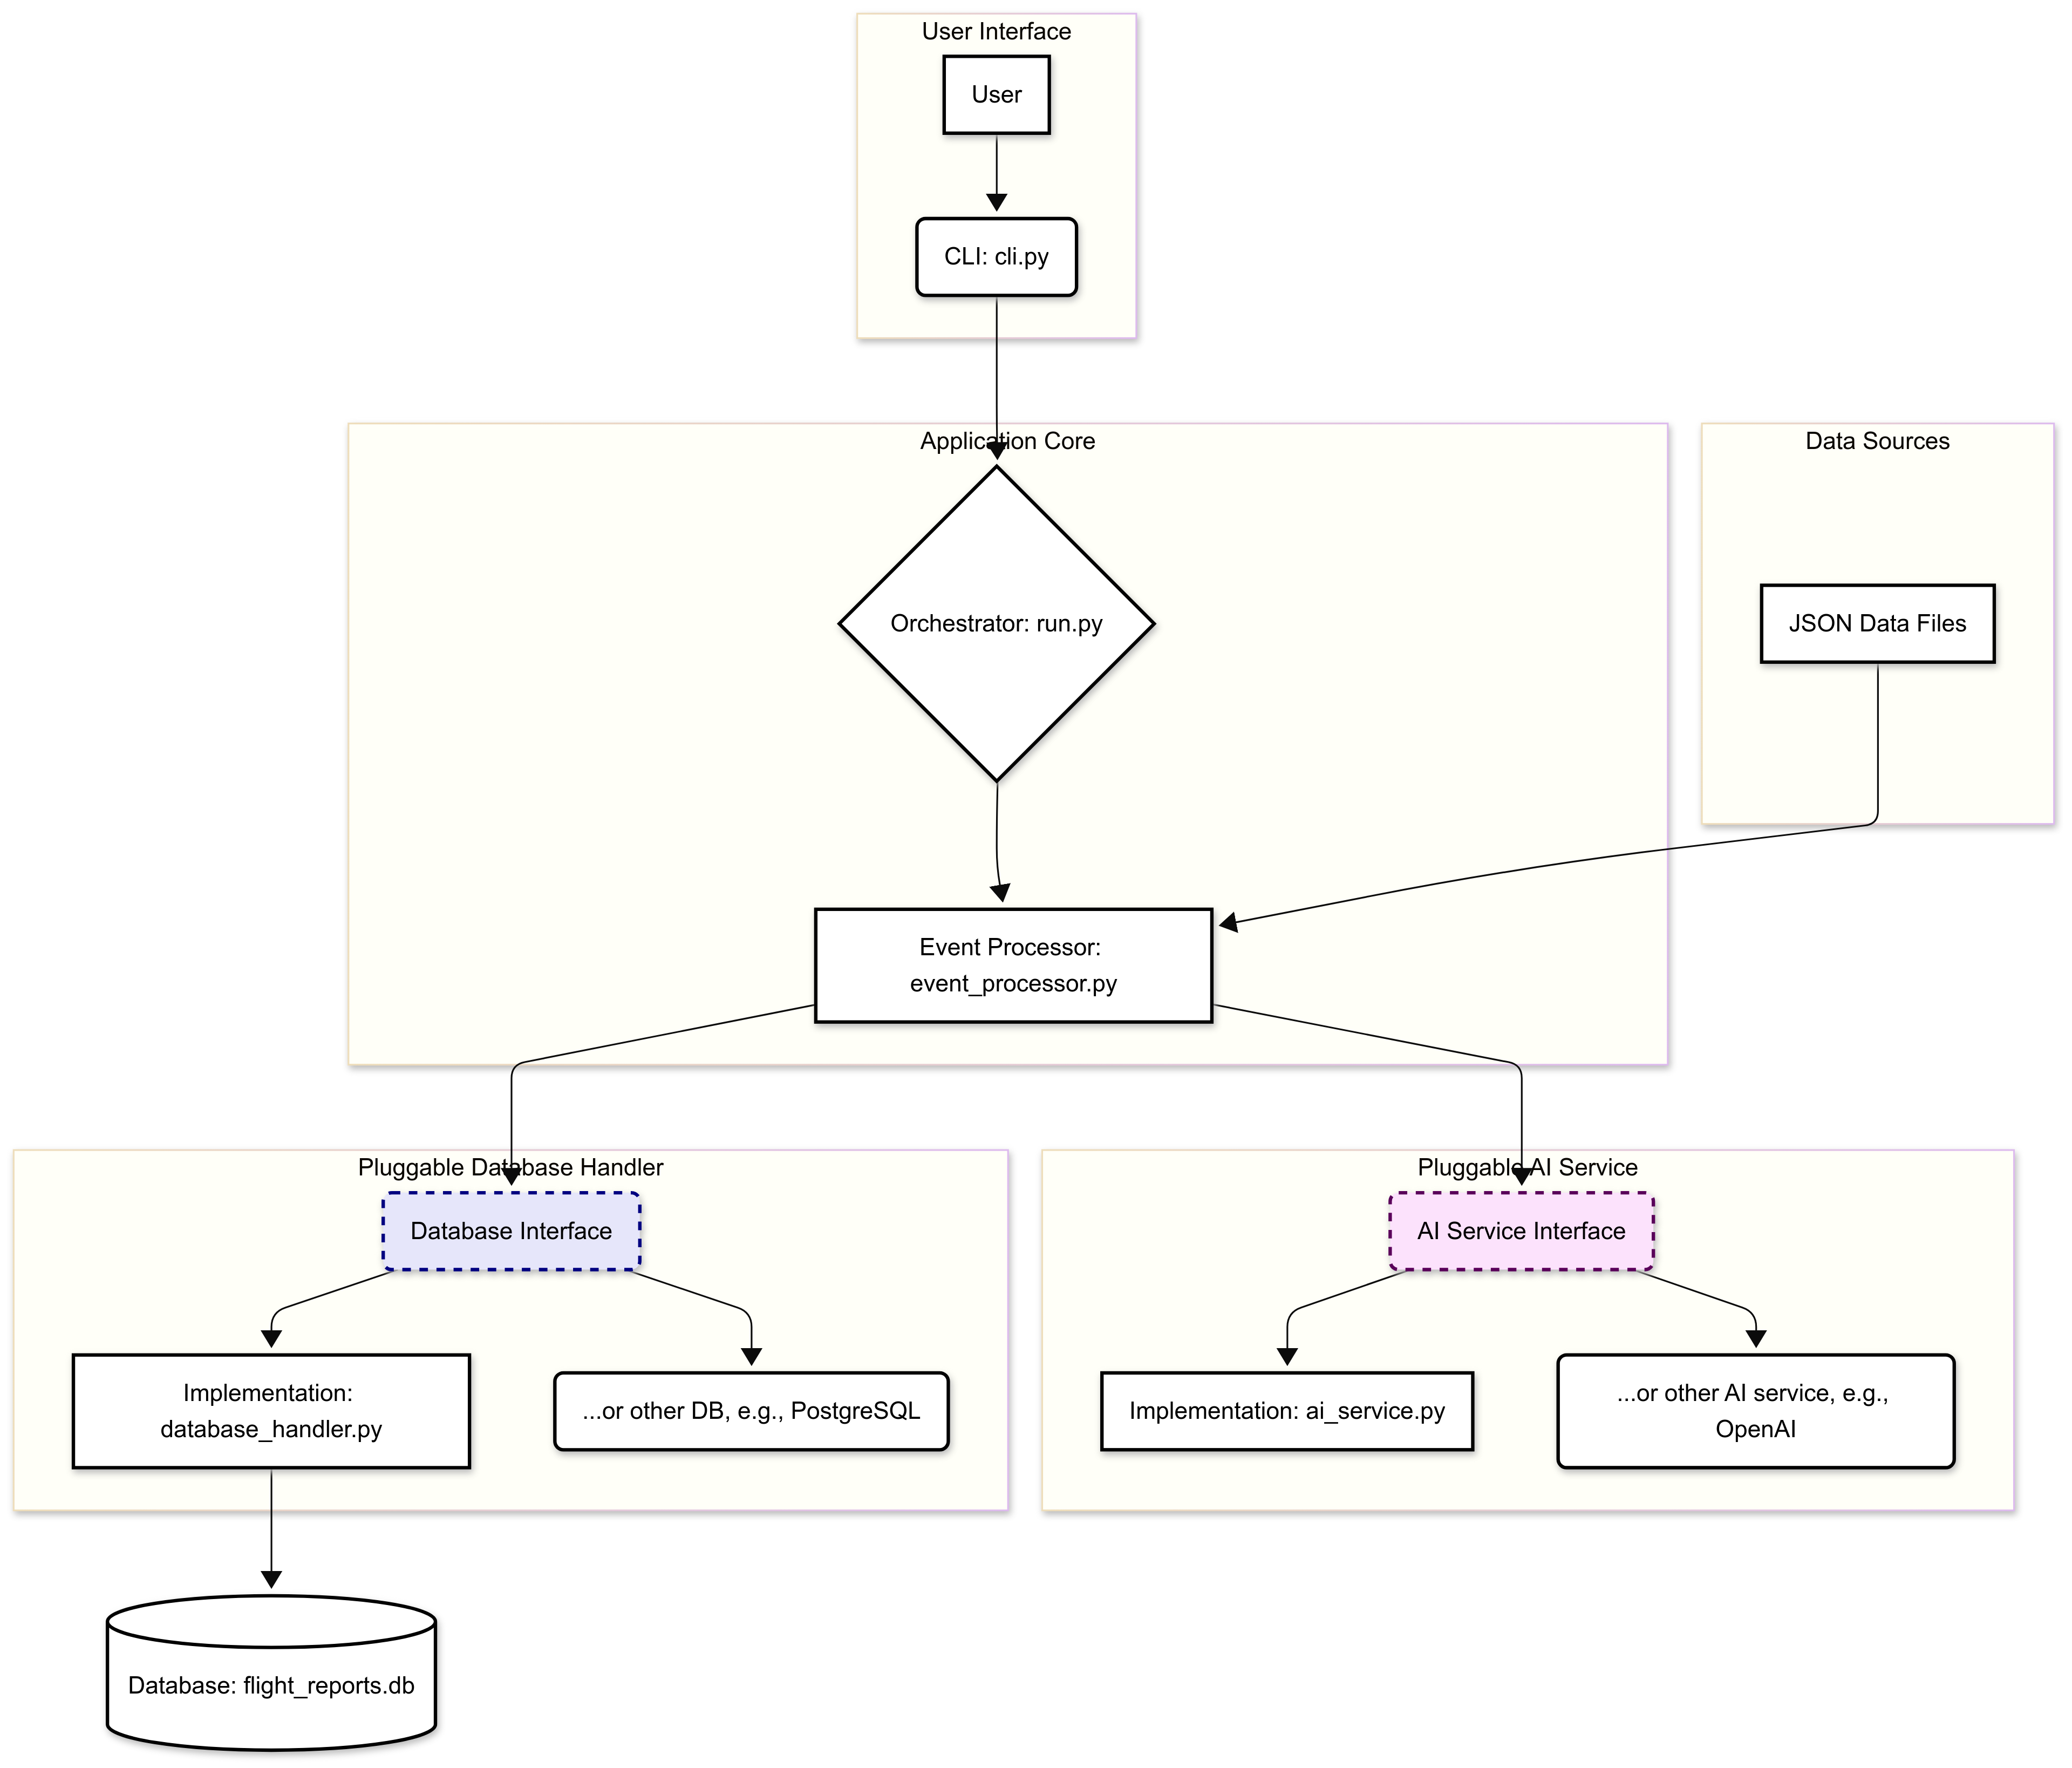 User Interface
User
CLI: cli.py
Application Core
Data Sources
Orchestrator: run.py
JSON Data Files
Event Processor:
event_processor.py
Pluggable Database Handler
Pluggable AI Service
Database Interface
AI Service Interface
Implementation:
database_handler.py
...or other DB, e.g., PostgreSQL
Implementation: ai_service.py
...or other AI service, e.g.,
OpenAI
Database: flight_reports.db